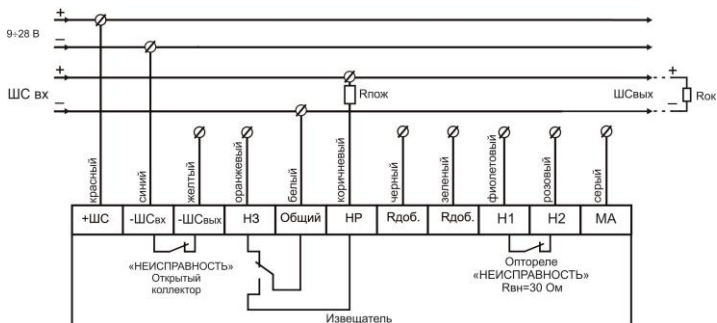 +
9÷28 В
−
+
ШС вх
−
Rпож
ШСвых
+
−
Rок
красный
синий
желтый
оранжевый
белый
коричневый
черный
зеленый
фиолетовый
розовый
серый
+ШС
-ШСвх
-ШСвых
НЗ
Общий
НР
Rдоб.
Rдоб.
Н1
Н2
МА
«НЕИСПРАВНОСТЬ»
Открытый
коллектор
Оптореле
«НЕИСПРАВНОСТЬ»
Rвн=30 Ом
Извещатель